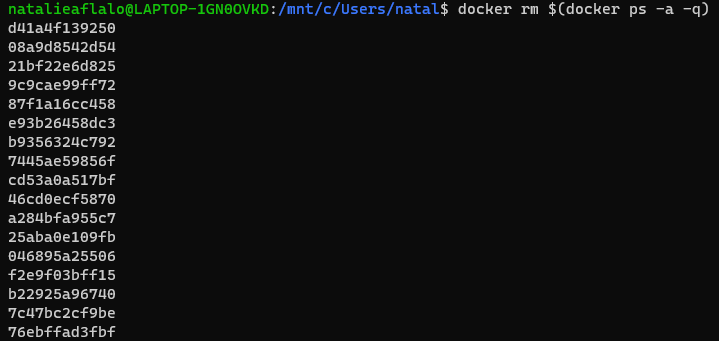 natalieaflalo@LAPTOP-1GN0OVKD:/mnt/c/Users/natal$ docker rm $(docker ps -a -q)
d41a4f139250
08a9d8542d54
21bf22e6d825
9c9cae99ff72
87f1a16cc458
e93b26458dc3
b9356324c792
7445ae59856f
cd53a0a517bf
46cd0ecf5870
a284bfa955c7
25aba0e109fb
046895a25506
f2e9f03bff15
b22925a96740
7c47bc2cf9be
76ebffad3fbf